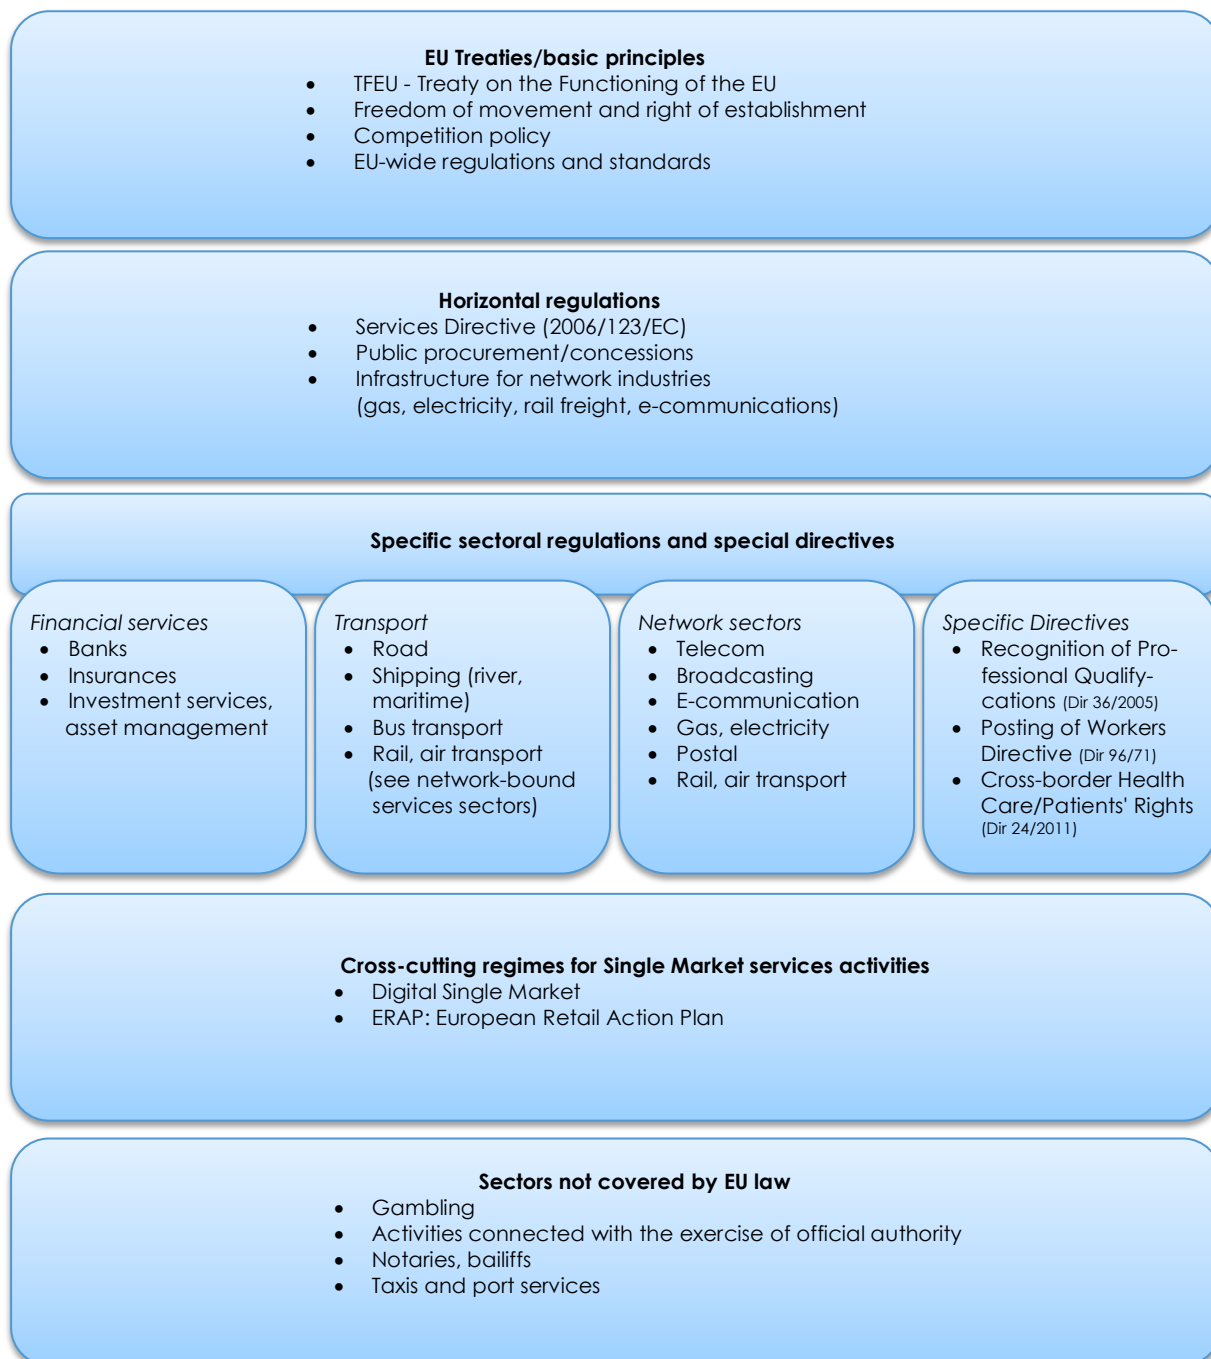 EU Treaties/basic principles
• TFEU - Treaty on the Functioning of the EU
• Freedom of movement and right of establishment
• Competition policy
• EU-wide regulations and standards
Horizontal regulations
• Services Directive (2006/123/EC)
• Public procurement/concessions
• Infrastructure for network industries
(gas, electricity, rail freight, e-communications)
Specific sectoral regulations and special directives
Financial services
• Banks
• Insurances
• Investment services,
asset management
Transport
• Road
• Shipping (river,
maritime)
• Bus transport
• Rail, air transport
(see network-bound
services sectors)
Network sectors
• Telecom
• Broadcasting
• E-communication
• Gas, electricity
• Postal
• Rail, air transport
Specific Directives
• Recognition of Pro-
fessional Qualify-
cations (Dir 36/2005)
• Posting of Workers
Directive (Dir 96/71)
• Cross-border Health
Care/Patients' Rights
(Dir 24/2011)
Cross-cutting regimes for Single Market services activities
• Digital Single Market
• ERAP: European Retail Action Plan
Sectors not covered by EU law
• Gambling
• Activities connected with the exercise of official authority
• Notaries, bailiffs
• Taxis and port services